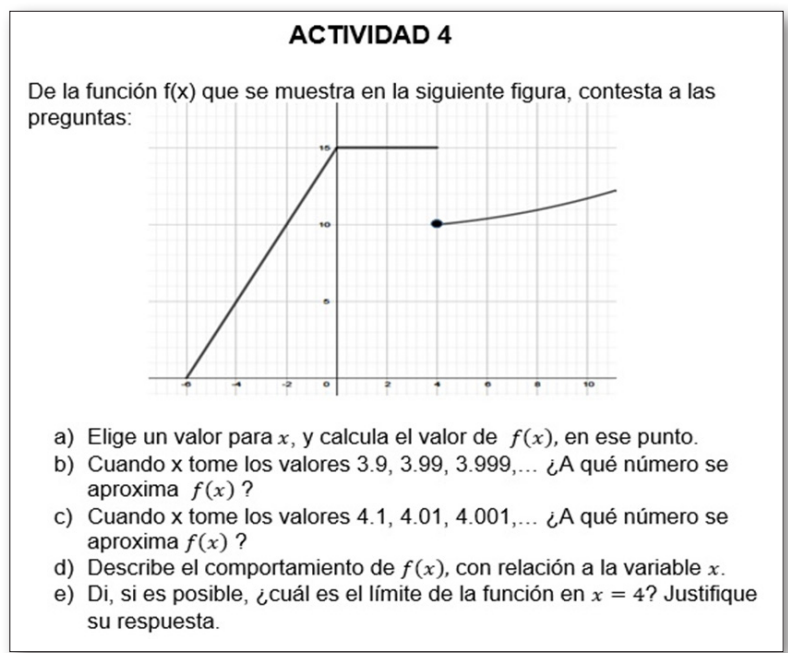 ACTIVIDAD 4
De la función f(x) que se muestra en la siguiente figura, contesta a las
preguntas:
15
10
5
-6 -4 -2 0 2 4 6 8 10
a) Elige un valor para x, y calcula el valor de f(x), en ese punto.
b) Cuando x tome los valores 3.9, 3.99, 3.999,... ¿A qué número se
aproxima f(x) ?
c) Cuando x tome los valores 4.1, 4.01, 4.001,... ¿A qué número se
aproxima f(x) ?
d) Describe el comportamiento de f(x), con relación a la variable x.
e) Di, si es posible, ¿cuál es el límite de la función en x = 4? Justifique
su respuesta.